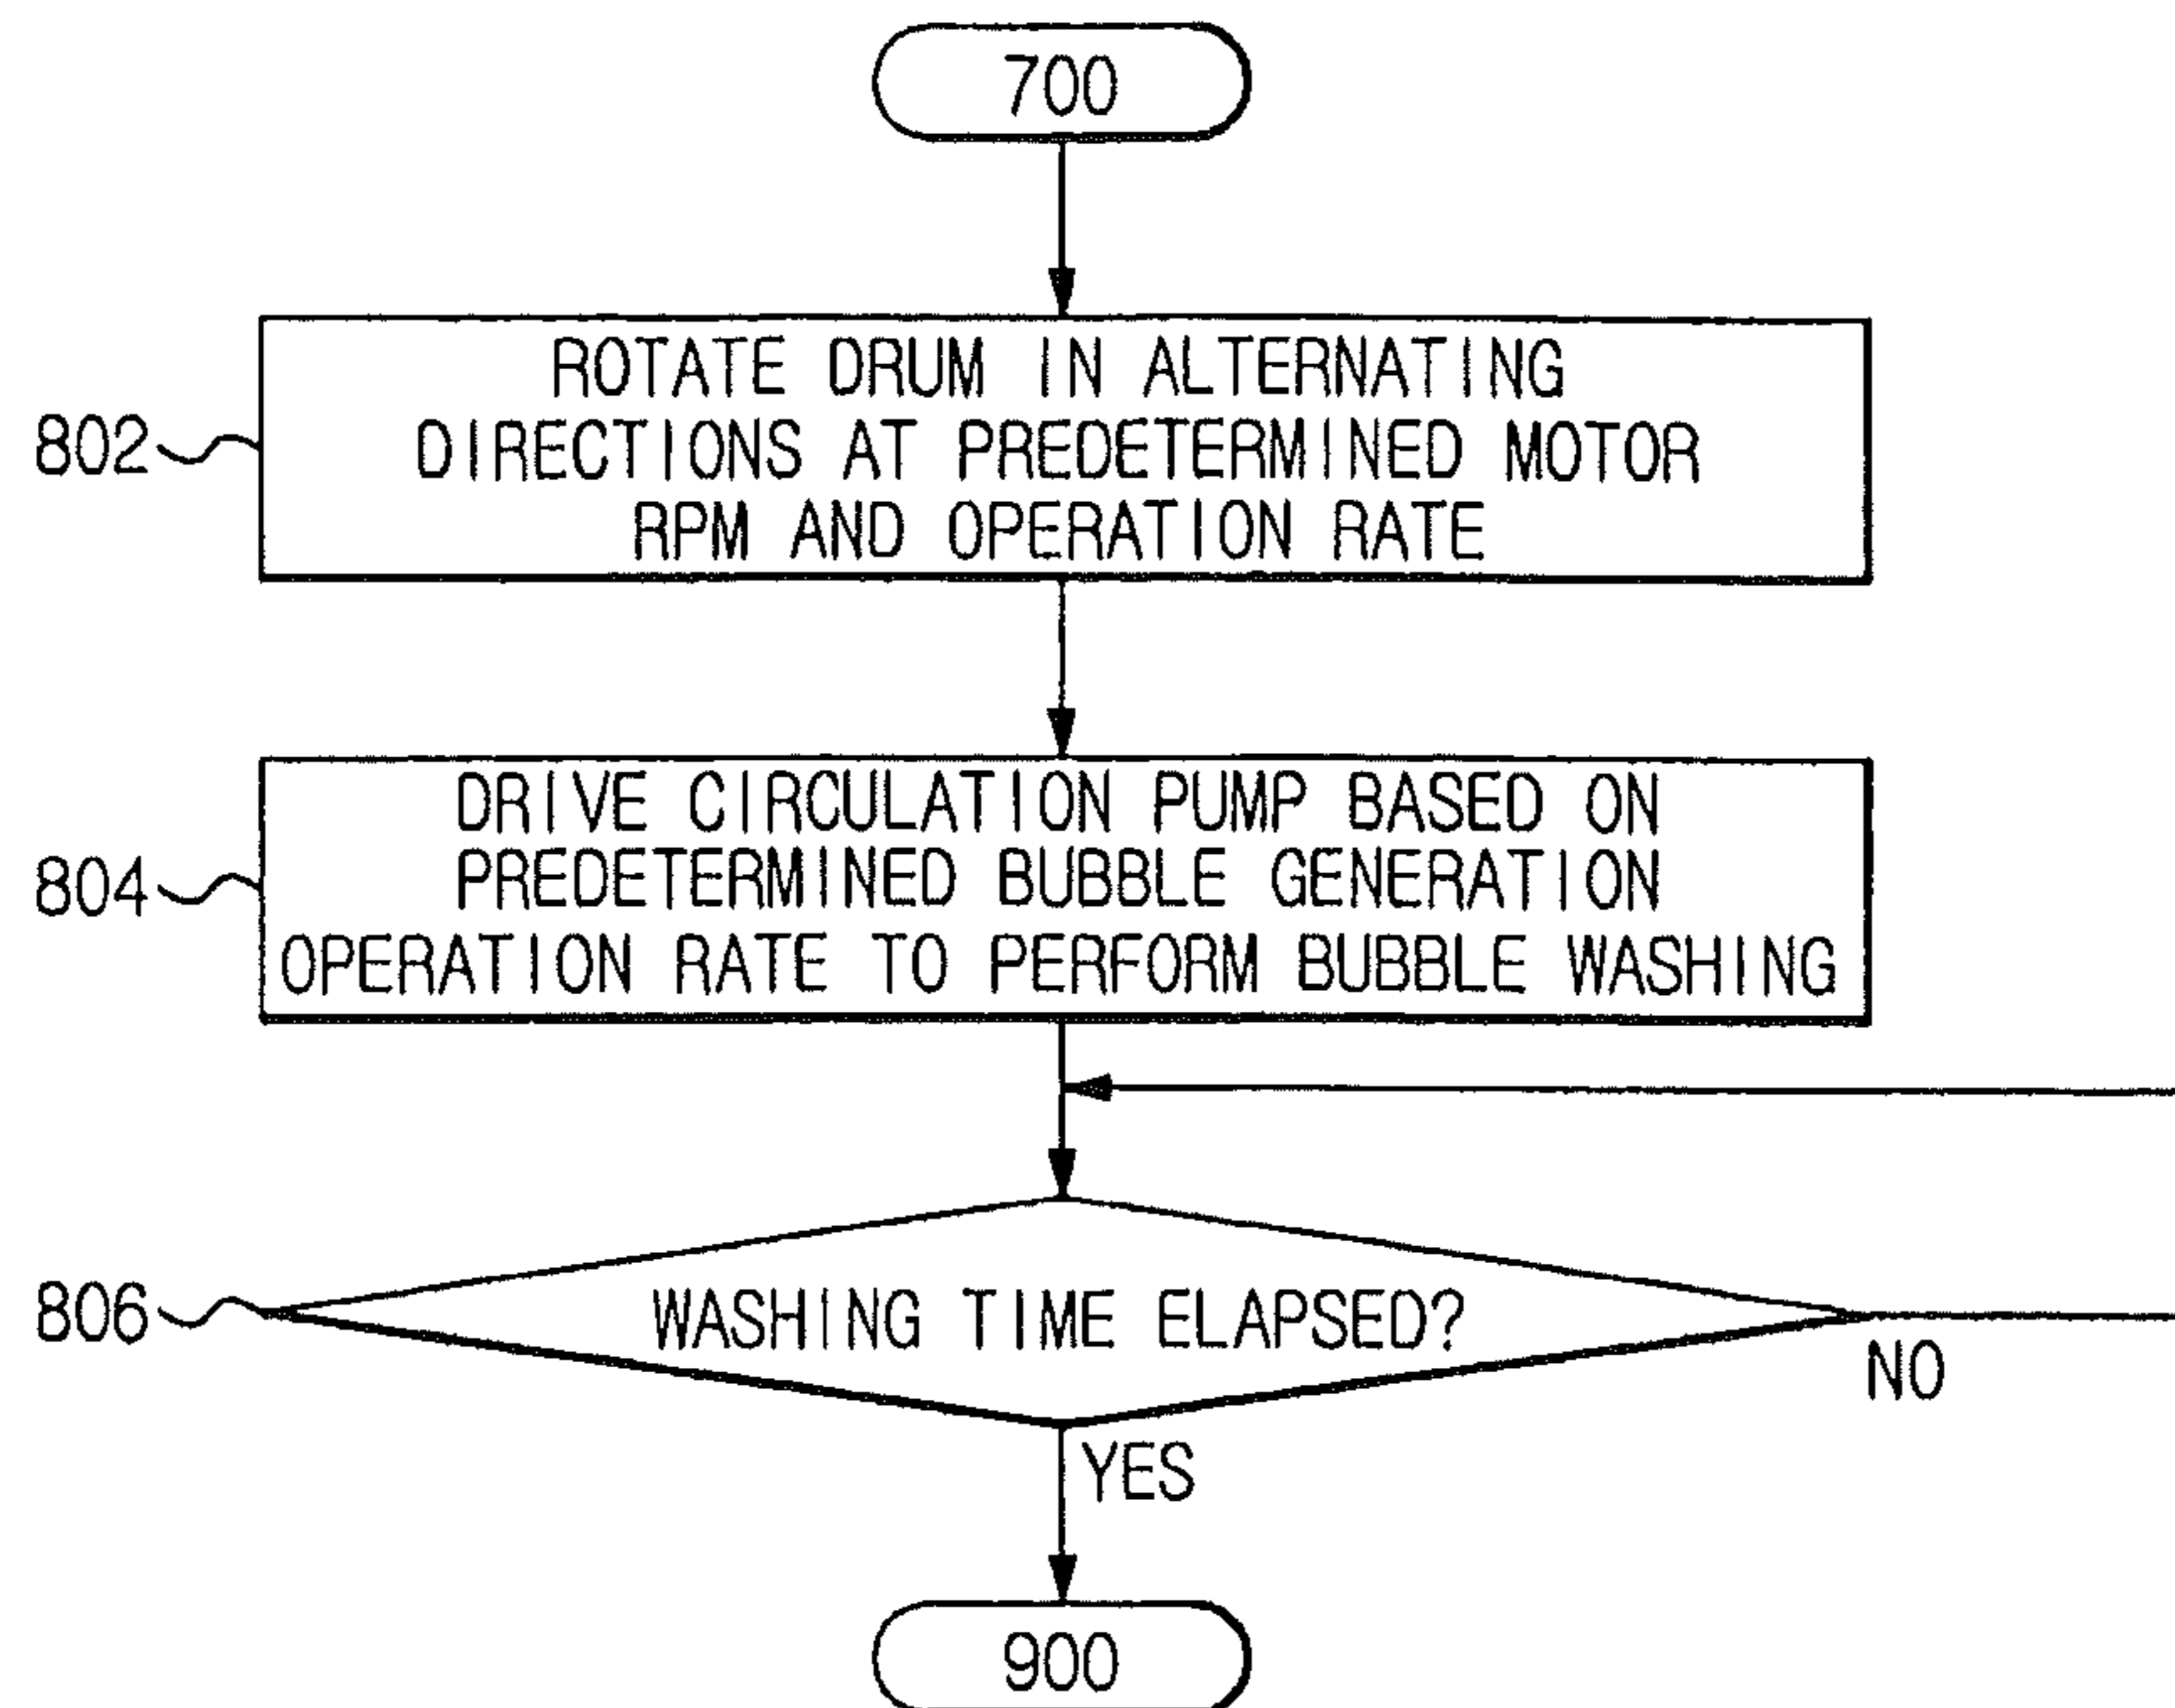 700
802
ROTATE DRUM IN ALTERNATING
DIRECTIONS AT PREDETERMINED MOTOR
RPM AND OPERATION RATE
804
DRIVE CIRCULATION PUMP BASED ON
PREDETERMINED BUBBLE GENERATION
OPERATION RATE TO PERFORM BUBBLE WASHING
806
WASHING TIME ELAPSED?
NO
YES
900